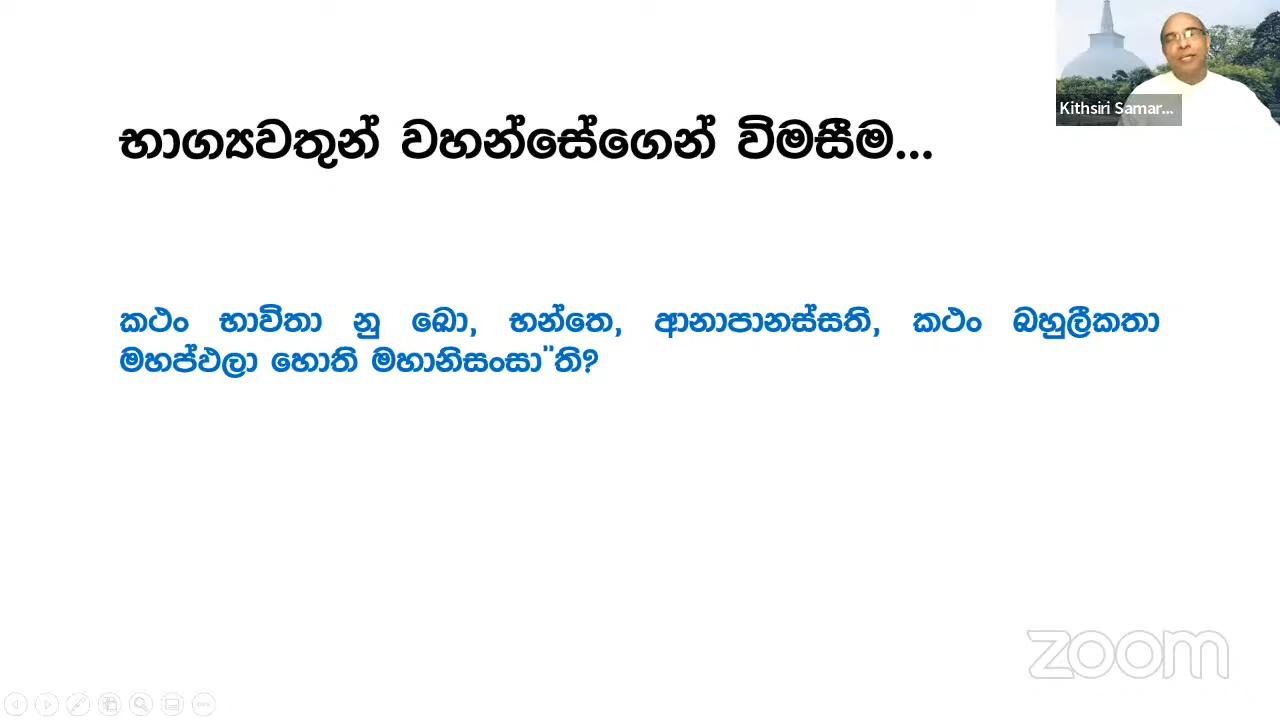 Kithsiri Samar...
භාග්‍යවතුන් වහන්සේගෙන් විමසීම...
කථං භාවිතා නු ඛො, භන්තෙ, ආනාපානස්සති, කථං බහුලීකතා
මහප්ඵලා හොති මහානිසංසා”ති?
zoom